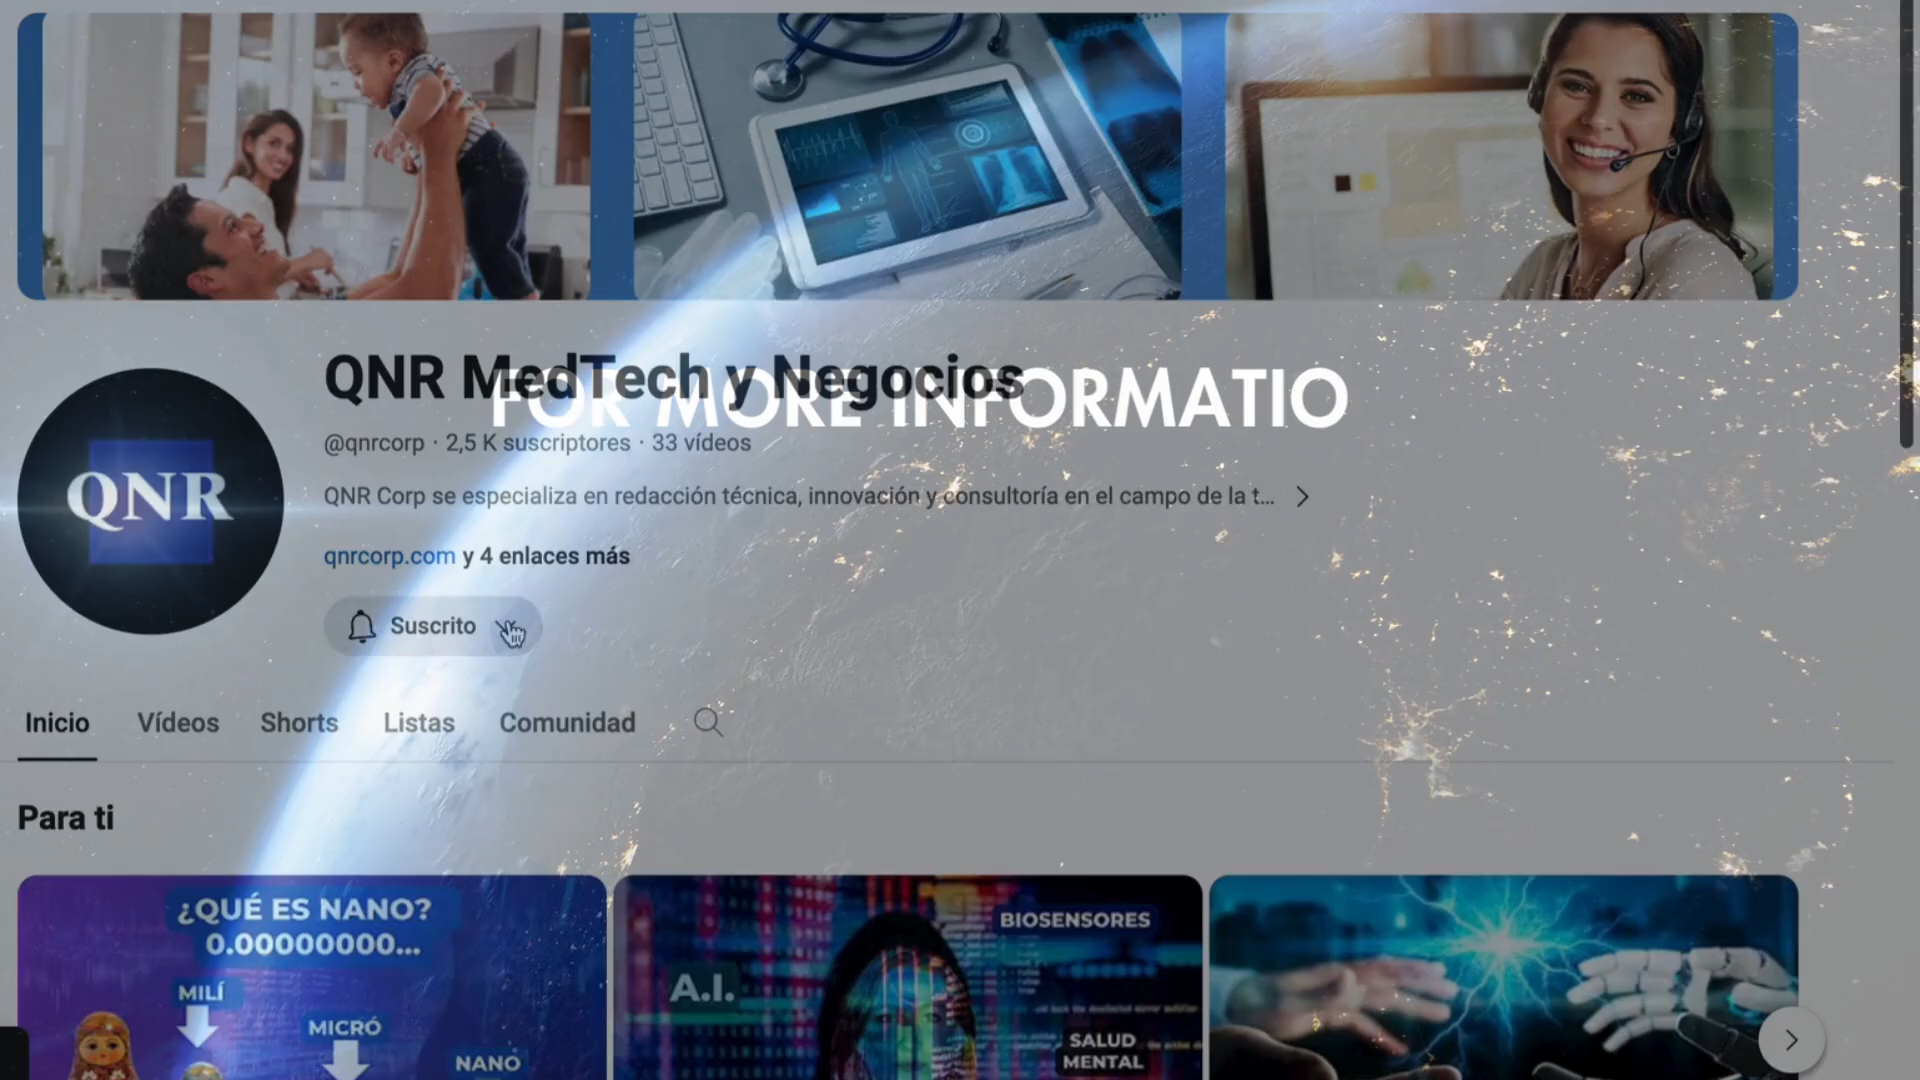 QNR MedTech y Negocios
FOR MORE INFORMATIO
@qnrcorp · 2,5 K suscriptores · 33 vídeos
QNR
QNR Corp se especializa en redacción técnica, innovación y consultoría en el campo de la t...
qnrcorp.com y 4 enlaces más
Suscrito
Inicio Vídeos Shorts Listas Comunidad
Para ti
¿QUÉ ES NANO?
0.00000000...
MILÍ
MICRÓ
NANO
BIOSENSORES
A.I.
SALUD
MENTAL